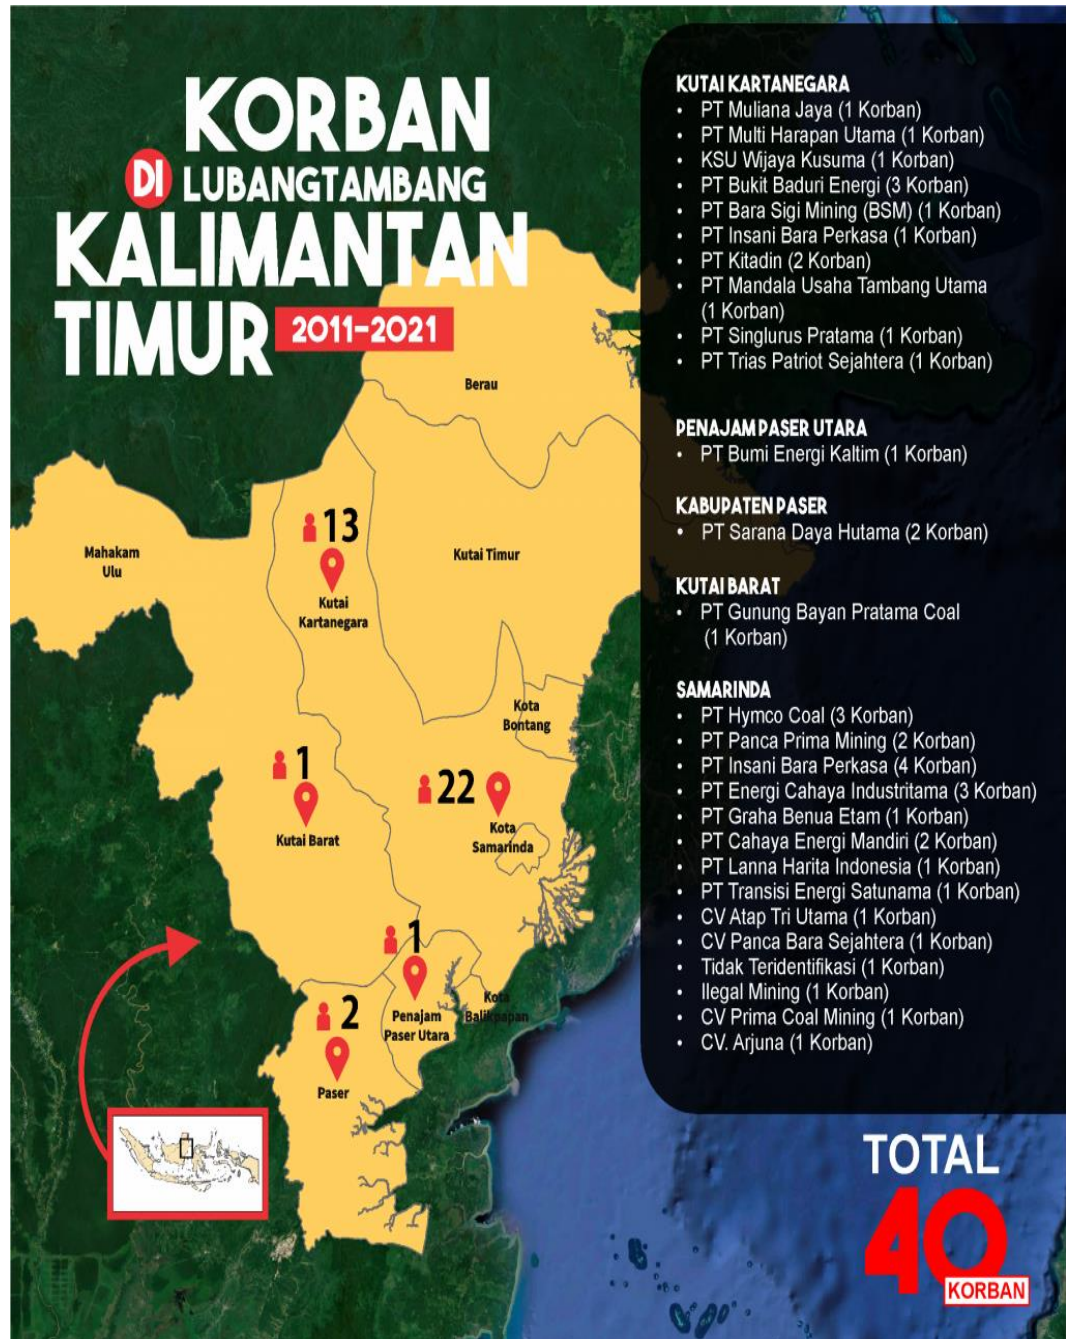 KORBAN
DI LUBANGTAMBANG
KALIMANTAN
TIMUR 2011-2021
KUTAI KARTANEGARA
• PT Muliana Jaya (1 Korban)
• PT Multi Harapan Utama (1 Korban)
• KSU Wijaya Kusuma (1 Korban)
• PT Bukit Baduri Energi (3 Korban)
• PT Bara Sigi Mining (BSM) (1 Korban)
• PT Insani Bara Perkasa (1 Korban)
• PT Kitadin (2 Korban)
• PT Mandala Usaha Tambang Utama
(1 Korban)
• PT Singlurus Pratama (1 Korban)
• PT Trias Patriot Sejahtera (1 Korban)
PENAJAM PASER UTARA
• PT Bumi Energi Kaltim (1 Korban)
KABUPATEN PASER
• PT Sarana Daya Hutama (2 Korban)
KUTAI BARAT
• PT Gunung Bayan Pratama Coal
(1 Korban)
SAMARINDA
• PT Hymco Coal (3 Korban)
• PT Panca Prima Mining (2 Korban)
• PT Insani Bara Perkasa (4 Korban)
• PT Energi Cahaya Industritama (3 Korban)
• PT Graha Benua Etam (1 Korban)
• PT Cahaya Energi Mandiri (2 Korban)
• PT Lanna Harita Indonesia (1 Korban)
• PT Transisi Energi Satunama (1 Korban)
• CV Atap Tri Utama (1 Korban)
• CV Panca Bara Sejahtera (1 Korban)
• Tidak Teridentifikasi (1 Korban)
• Ilegal Mining (1 Korban)
• CV Prima Coal Mining (1 Korban)
• CV. Arjuna (1 Korban)
Berau
Mahakam
Ulu
13
Kutai
Kartanegara
Kutai Timur
Kota
Bontang
1
Kutai Barat
22
Kota
Samarinda
1
Penajam
Paser Utara
Kota
Balikpapan
2
Paser
TOTAL
40
KORBAN